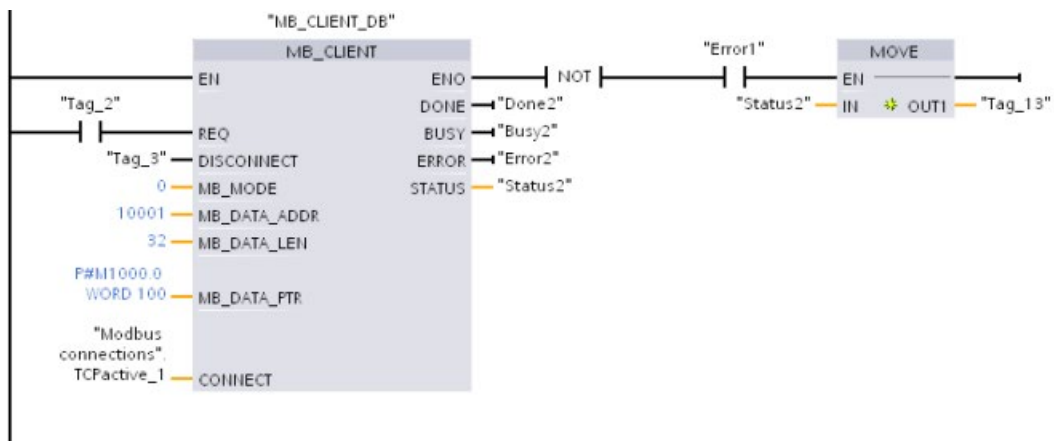 "MB_CLIENT_DB"
MB_CLIENT
EN
ENO
NOT
"Error1"
MOVE
EN
DONE
"Done2"
"Status2"
IN
OUT1
"Tag_13"
"Tag_2"
REQ
BUSY
"Busy2"
"Tag_3"
DISCONNECT
ERROR
"Error2"
0
MB_MODE
STATUS
"Status2"
10001
MB_DATA_ADDR
32
MB_DATA_LEN
P#M1000.0
WORD 100
MB_DATA_PTR
"Modbus
connections".
TCPactive_1
CONNECT